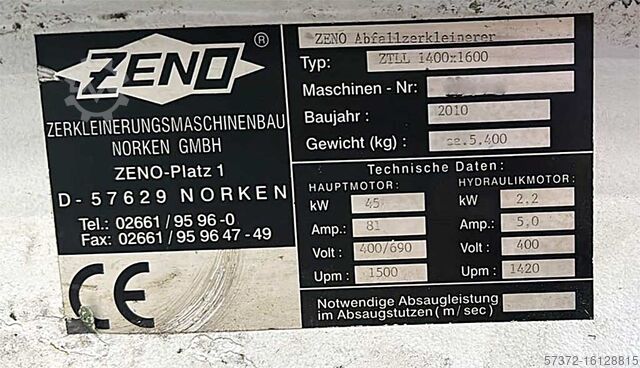 ZENO ®
ZERKLEINERUNGSMASCHINENBAU
NORKEN GMBH
ZENO-Platz 1
D-57629 NORKEN
Tel.: 02661/95 96-0
Fax: 02661/95 96 47-49
CE
ZENO Abfallzerkleinerer
Typ: ZTLL 1400x1600
Maschinen-Nr:
Baujahr: 2010
Gewicht (kg): ca.5.400
Technische Daten:
HAUPTMOTOR: HYDRAULIKMOTOR:
kW 45 kW 2.2
Amp.: 81 Amp.: 5.0
Volt: 400/690 Volt: 400
Upm: 1500 Upm: 1420
Notwendige Absaugleistung
im Absaugstutzen (m/sec)
57372-16128815